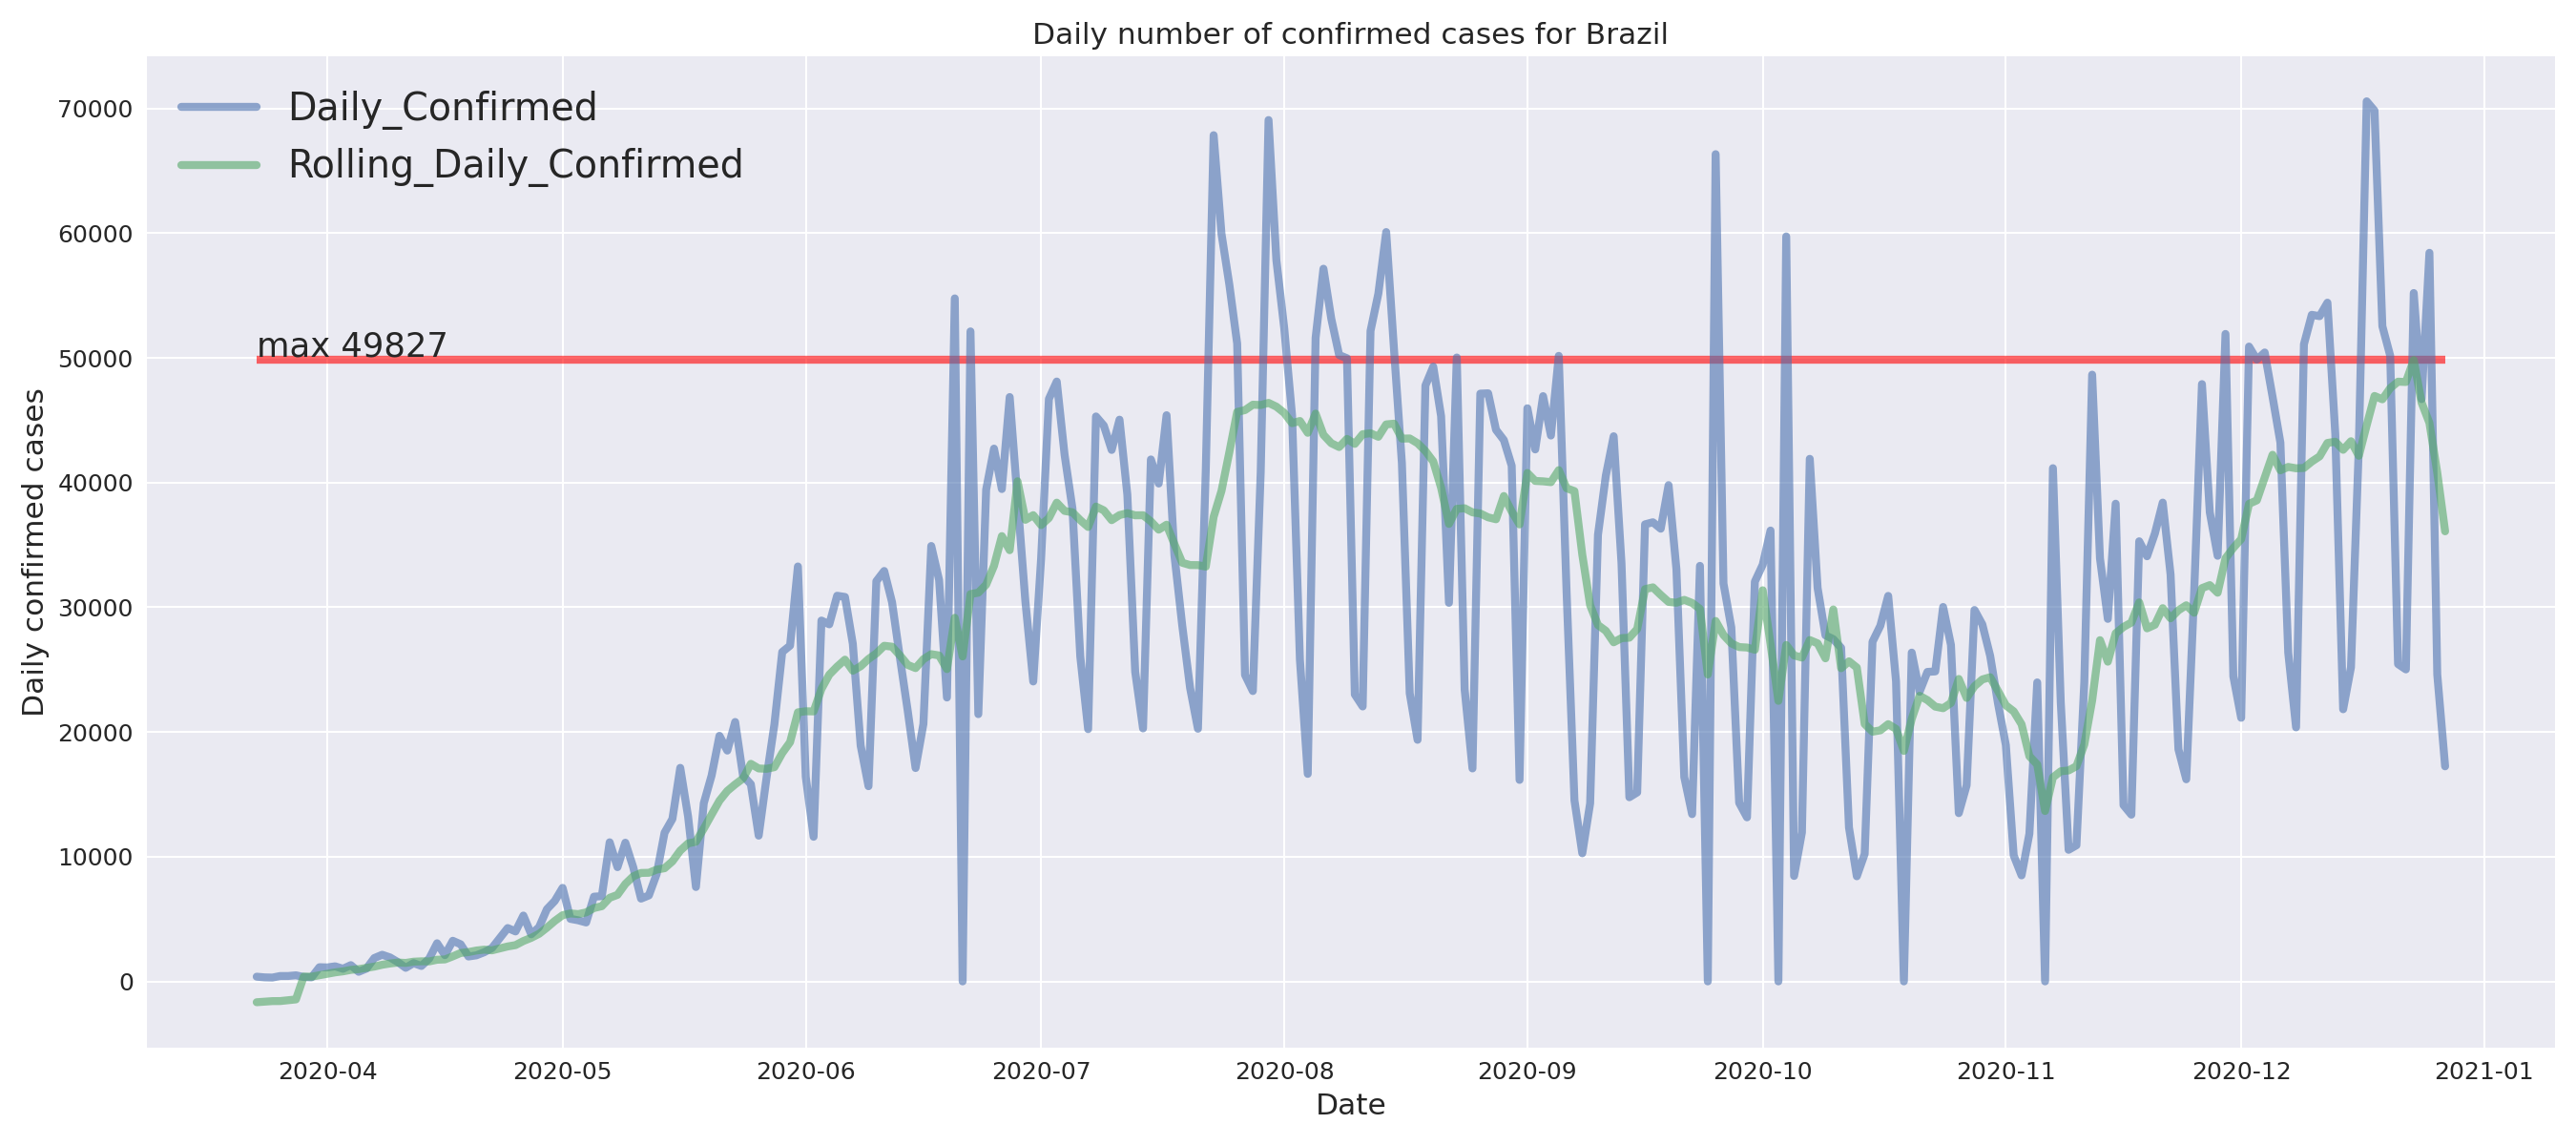 Daily number of confirmed cases for Brazil
Daily_Confirmed
Rolling_Daily_Confirmed
max 49827
Daily confirmed cases
70000
60000
50000
40000
30000
20000
10000
0
2020-04 2020-05 2020-06 2020-07 2020-08 2020-09 2020-10 2020-11 2020-12 2021-01
Date